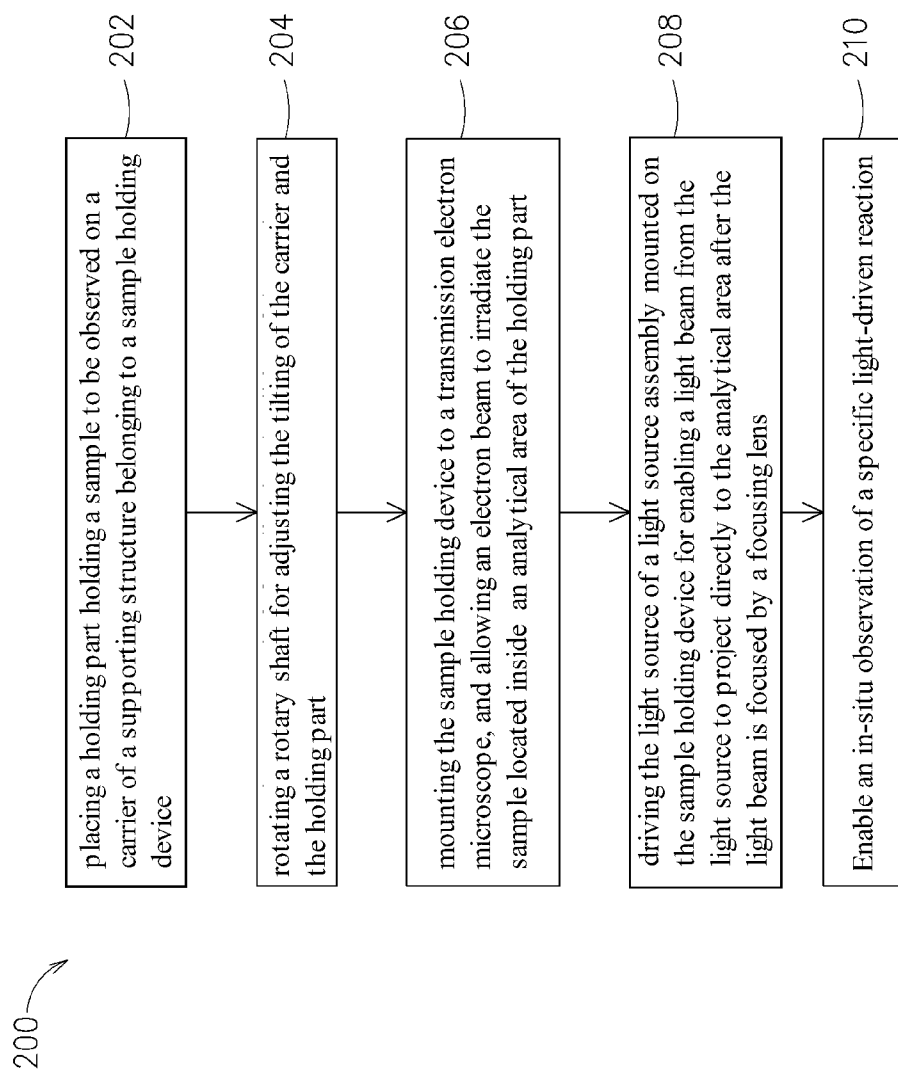 200
placing a holding part holding a sample to be observed on a
carrier of a supporting structure belonging to a sample holding
device
202
rotating a rotary shaft for adjusting the tilting of the carrier and
the holding part
204
mounting the sample holding device to a transmission electron
microscope, and allowing an electron beam to irradiate the
sample located inside an analytical area of the holding part
206
driving the light source of a light source assembly mounted on
the sample holding device for enabling a light beam from the
light source to project directly to the analytical area after the
light beam is focused by a focusing lens
208
Enable an in-situ observation of a specific light-driven reaction
210